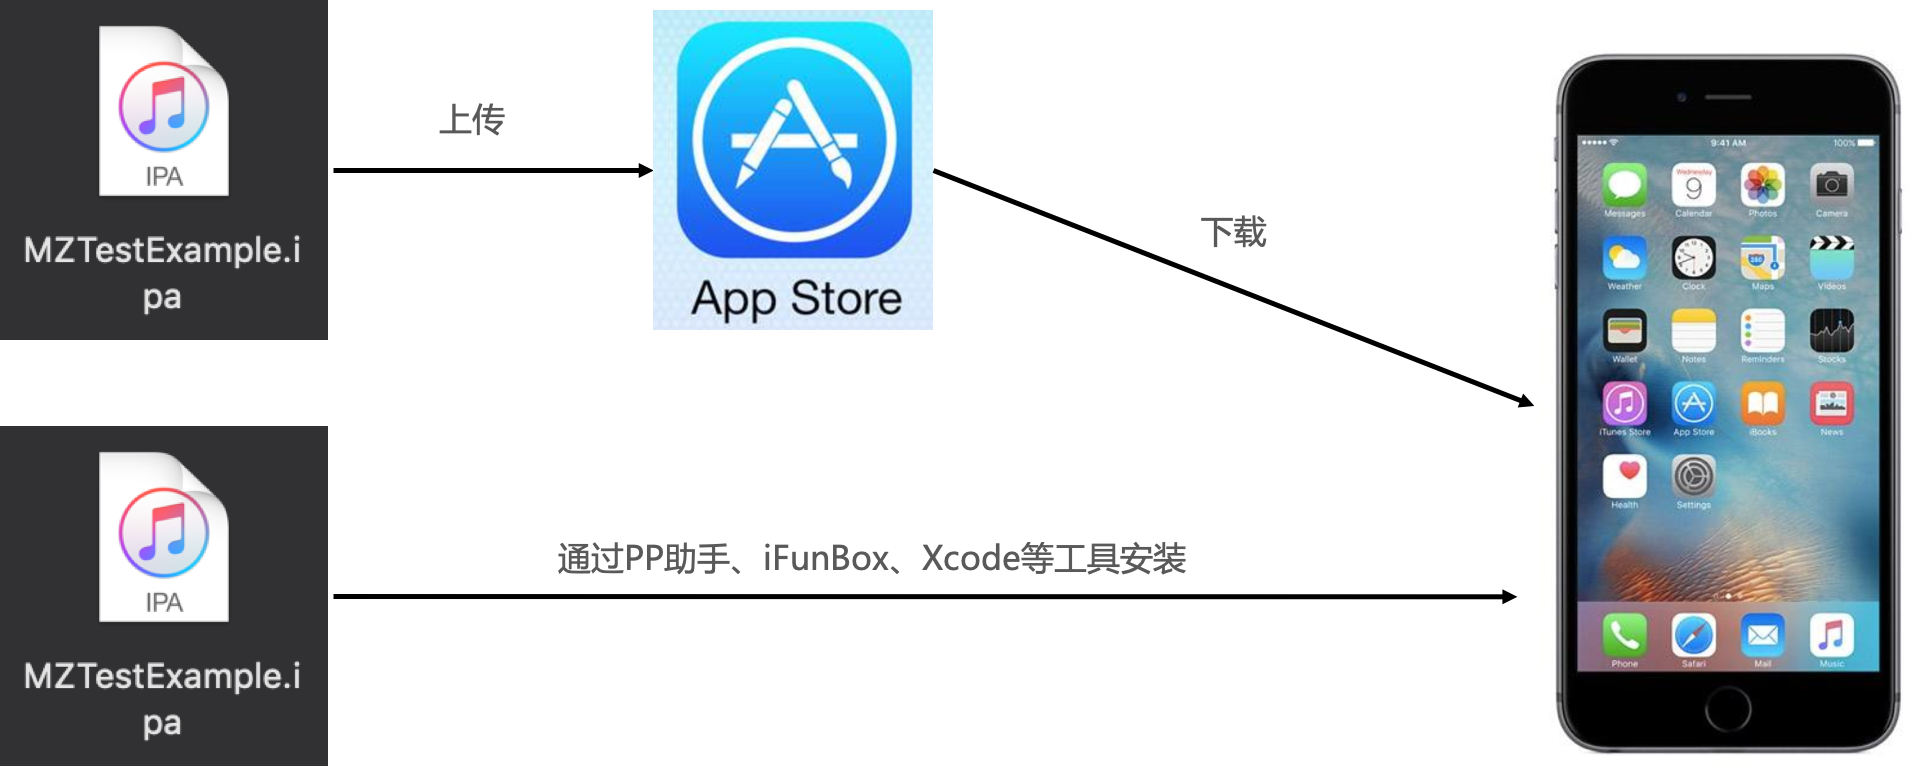 IPA
MZTestExample.i
pa
上传
App Store
下载
IPA
MZTestExample.i
pa
通过PP助手、iFunBox、Xcode等工具安装
9:41 AM
100%
Messages
Wednesday
9
Calendar
Photos
Camera
Weather
Clock
280
Maps
Videos
Wallet
Notes
Reminders
Stocks
iTunes Store
App Store
iBooks
News
Health
Settings
Phone
Safari
Mail
Music